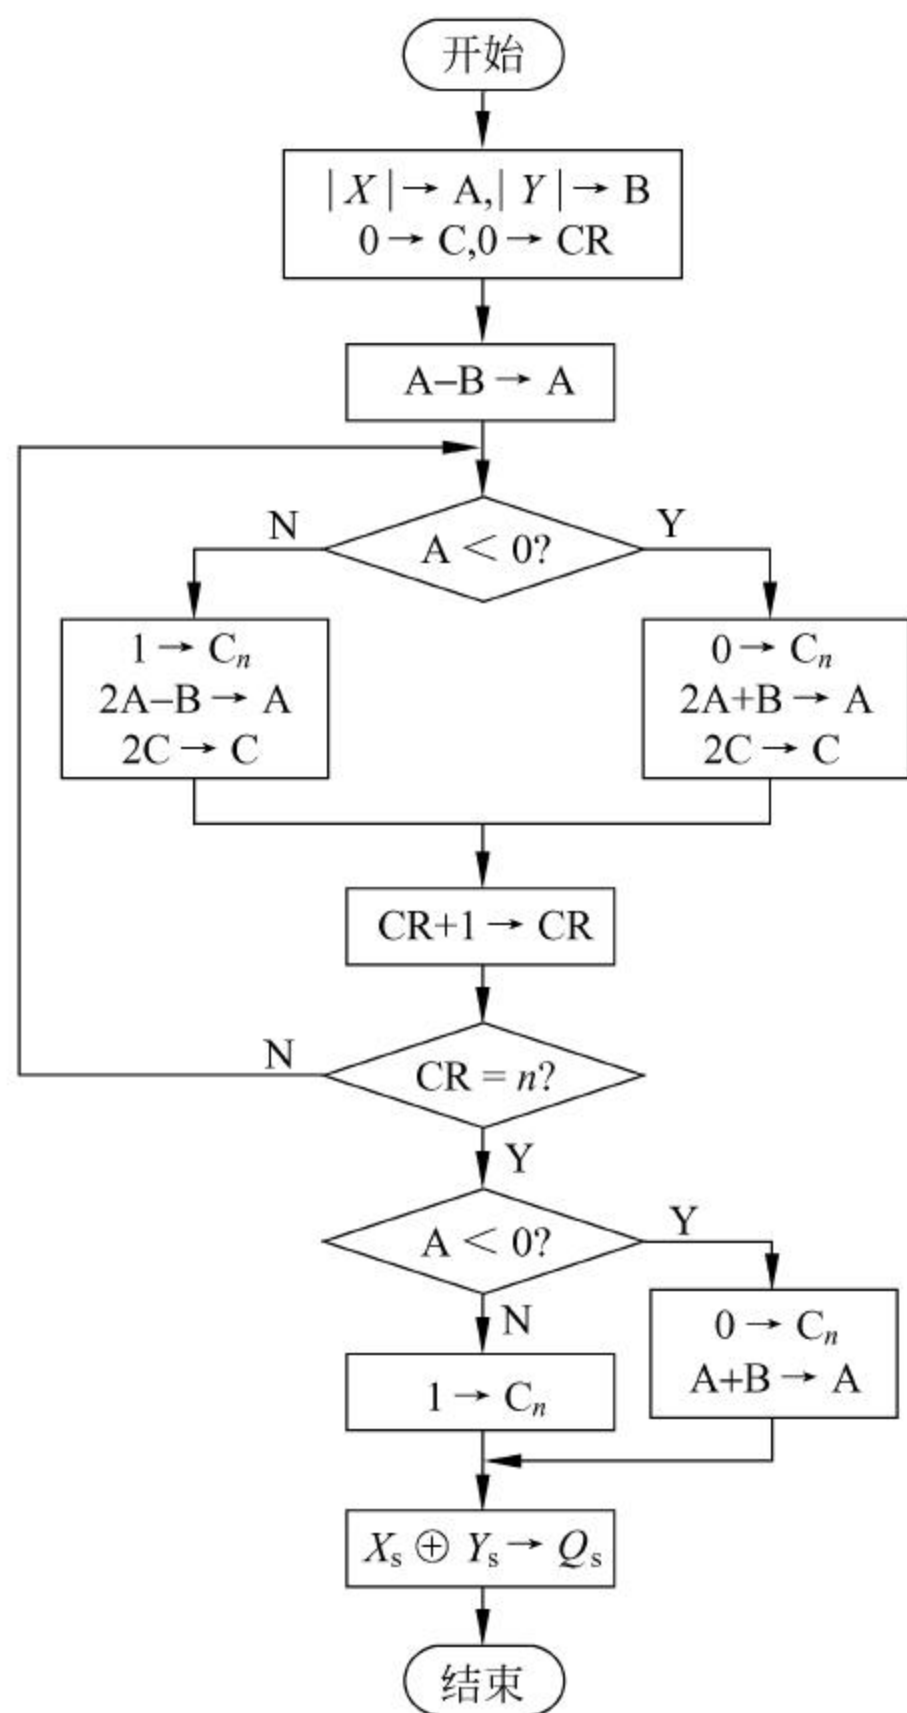 开始
| X | → A,| Y | → B
0 → C,0 → CR
A−B → A
N
A < 0?
Y
1 → Cₙ
2A−B → A
2C → C
0 → Cₙ
2A+B → A
2C → C
CR+1 → CR
N
CR = n?
Y
A < 0?
Y
N
0 → Cₙ
A+B → A
1 → Cₙ
Xₛ ⊕ Yₛ → Qₛ
结束